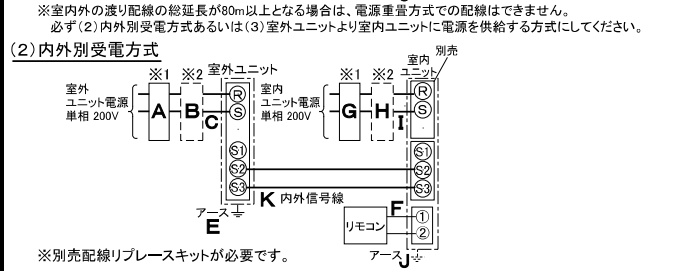 ※室内外の渡り配線の総延長が80m以上となる場合は、電源重畳方式での配線はできません。
必ず(2)内外別受電方式あるいは(3)室外ユニットより室内ユニットに電源を供給する方式にしてください。
(2)内外別受電方式
室外
ユニット電源
単相 200V
※1 ※2
A B C
室外ユニット
R
S
S1
S2
S3
アース
E
K 内外信号線
室内
ユニット電源
単相 200V
※1 ※2
G H I
室内
ユニット
別売
R
S
S1
S2
S3
F
リモコン
①
②
アース J
※別売配線リプレースキットが必要です。